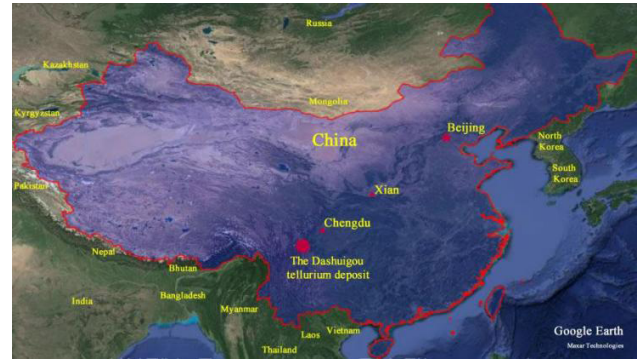 Russia
Kazakhstan
Mongolia
Kyrgyzstan
China
Beijing
North
Korea
South
Korea
Pakistan
Xian
Chengdu
Nepal
The Dashuigou
tellurium deposit
Bhutan
India
Bangladesh
Myanmar
Laos
Vietnam
Thailand
Google Earth
Maxar Technologies